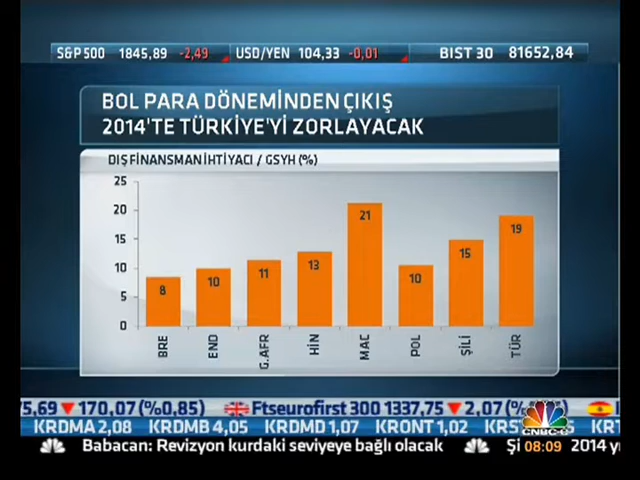 S&P 500 1845,89 -2,49 USD/YEN 104,33 -0,01 BIST 30 81652,84
BOL PARA DÖNEMİNDEN ÇIKIŞ
2014'TE TÜRKİYE'Yİ ZORLAYACAK
DIŞ FİNANSMAN İHTİYACI / GSYH (%)
25
20
15
10
5
0
8
10
11
13
21
10
15
19
BRE
END
G.AFR
HİN
MAC
POL
ŞİLİ
TÜR
5,69 170,07 (%0,85) Ftseurofirst 300 1337,75 2,07
KRDMA 2,08 KRDMB 4,05 KRDMD 1,07 KRONT 1,02
CNBC-e
Babacan: Revizyon kurdaki seviyeye bağlı olacak Şi 08:09 2014